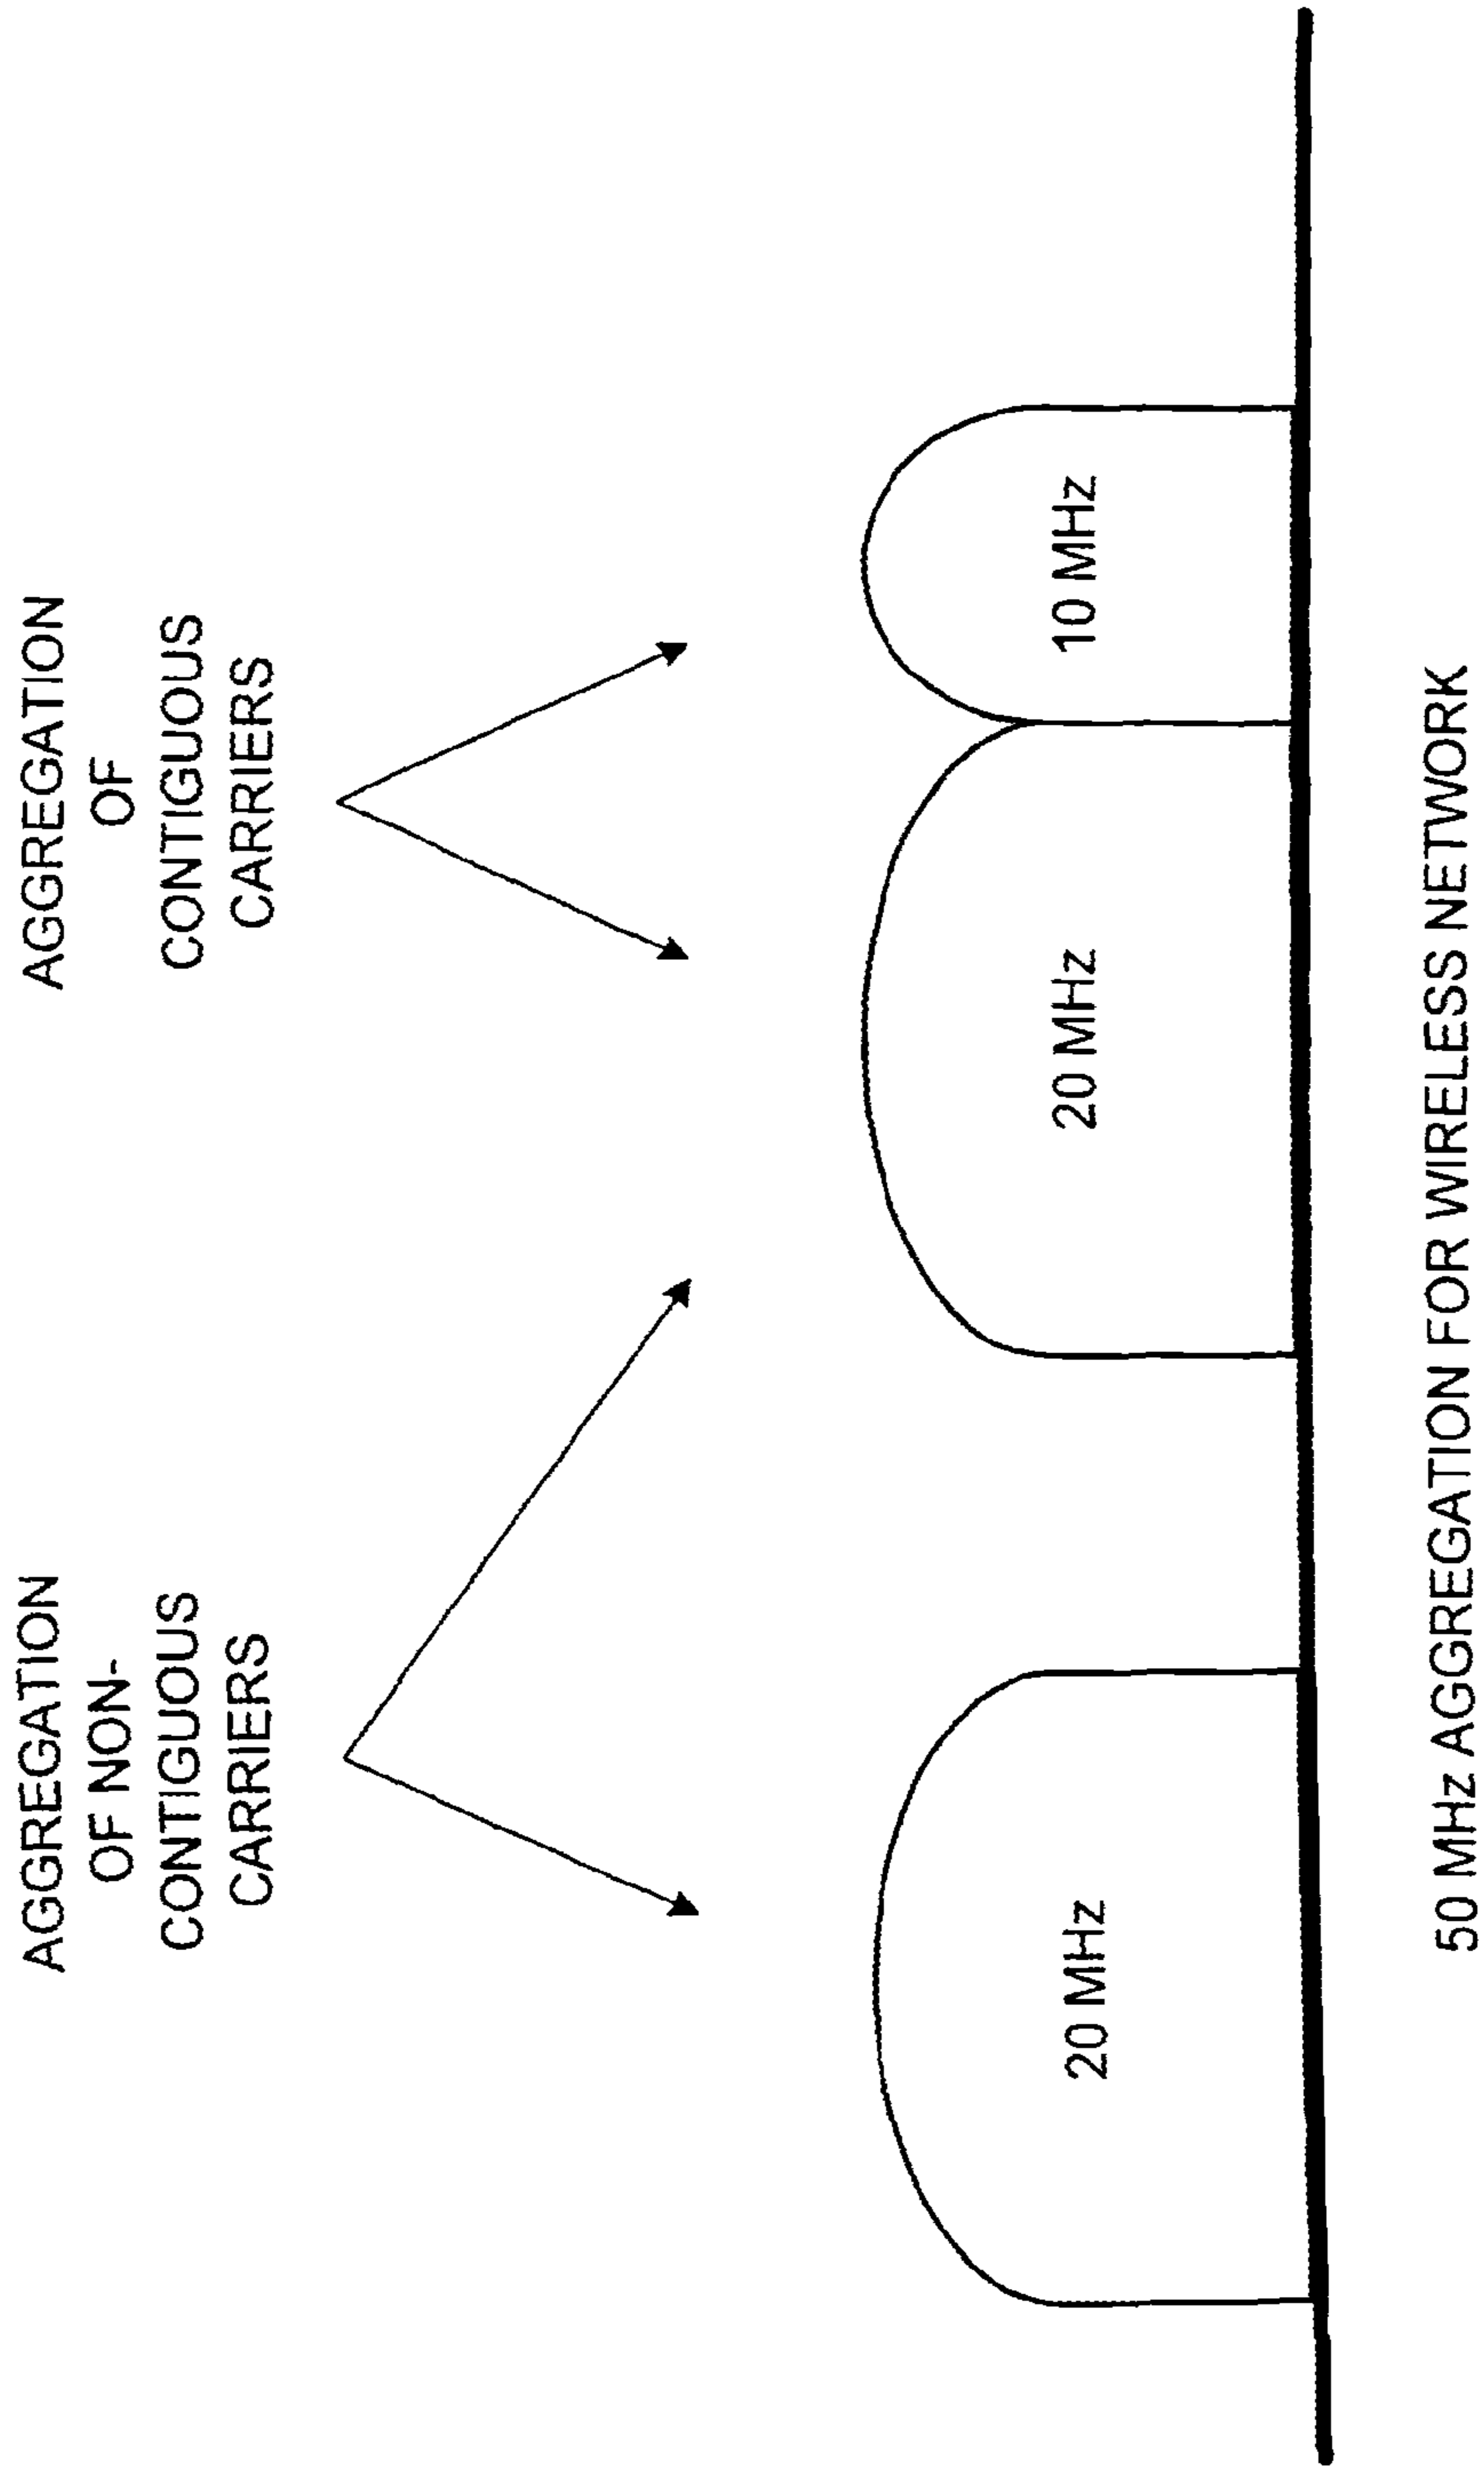 AGGREGATION
OF NON-
CONTIGUOUS
CARRIERS
AGGREGATION
OF
CONTIGUOUS
CARRIERS
20 MHz
20 MHz
10 MHz
50 MHz AGGREGATION FOR WIRELESS NETWORK